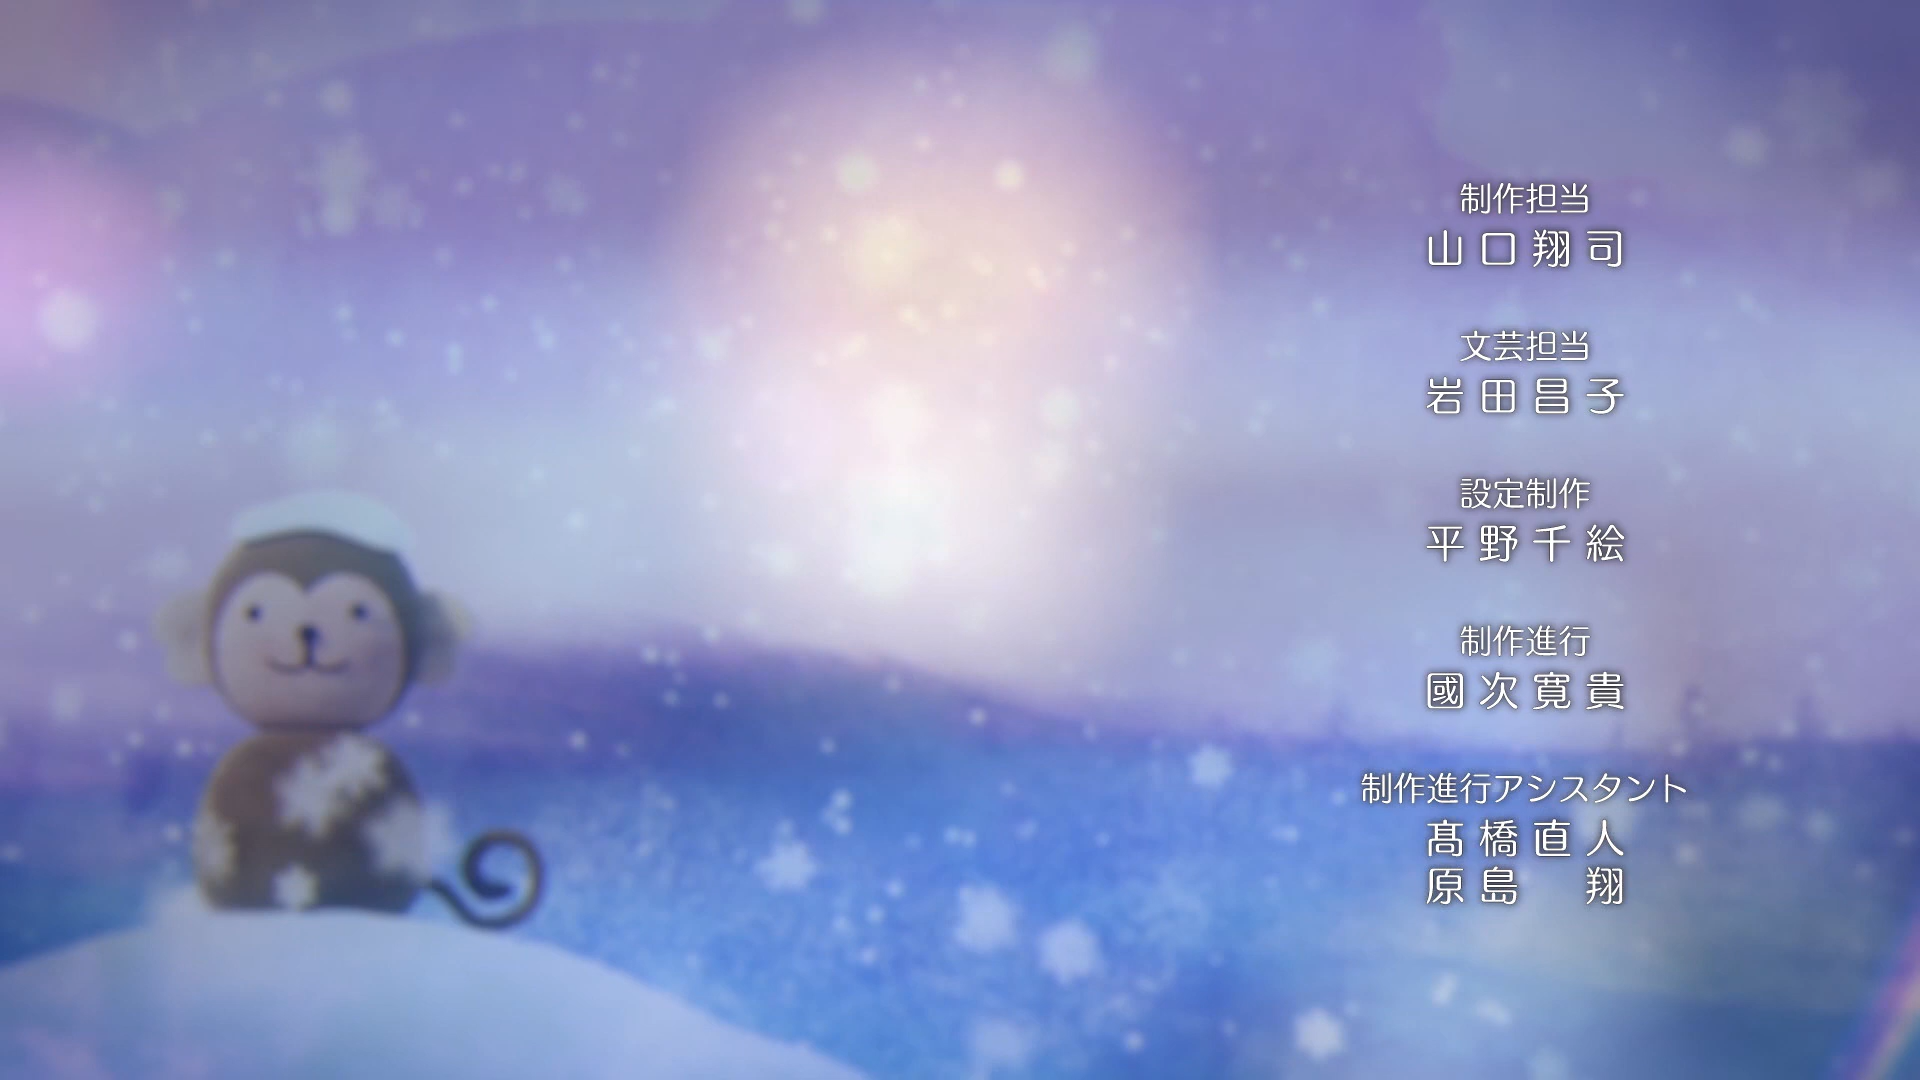 制作担当
山口翔司
文芸担当
岩田昌子
設定制作
平野千絵
制作進行
國次寛貴
制作進行アシスタント
髙橋直人
原島　翔